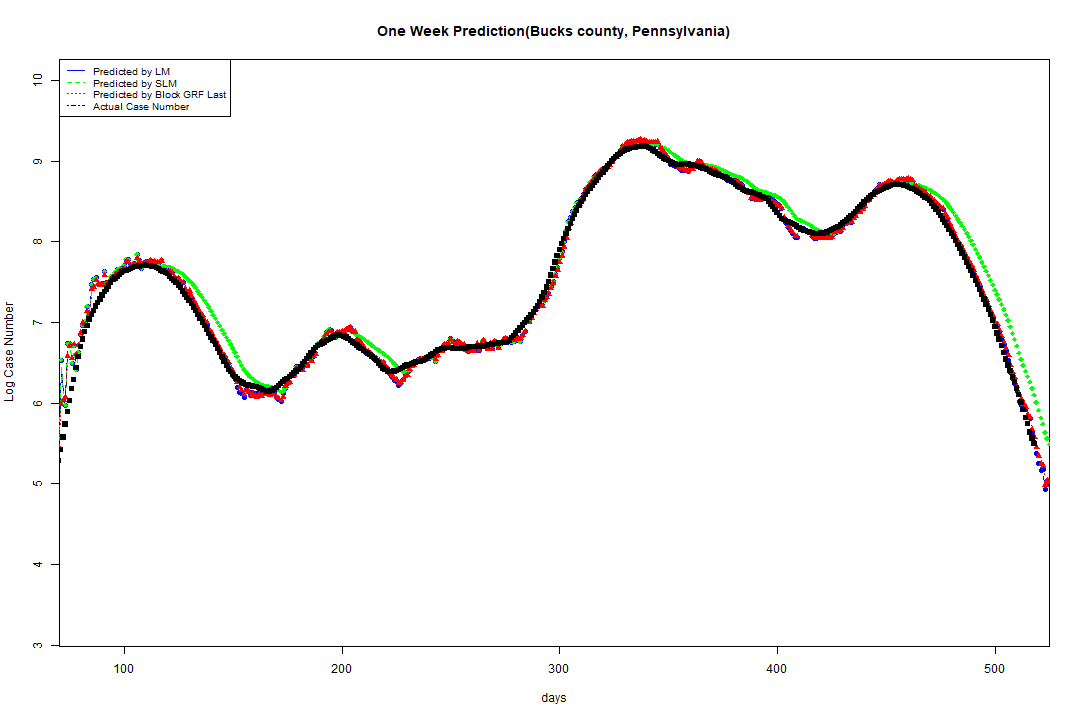 One Week Prediction(Bucks county, Pennsylvania)
Predicted by LM
Predicted by SLM
Predicted by Block GRF Last
Actual Case Number
Log Case Number
10
9
8
7
6
5
4
3
100
200
300
400
500
days